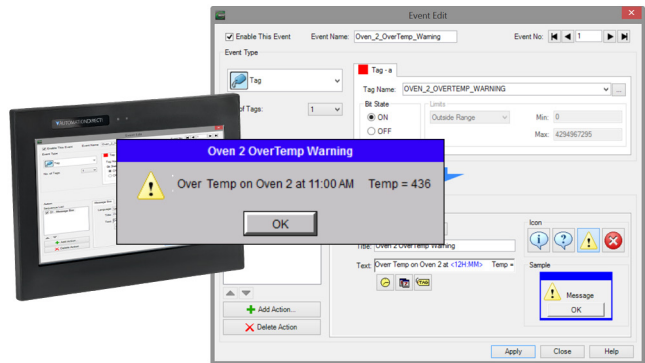 Event Edit
Enable This Event Event Name: Oven_2_OverTemp_Warning Event No: 1
Event Type
Tag
of Tags: 1
Tag - a
Tag Name: OVEN_2_OVERTEMP_WARNING ...
Bit State
ON
OFF
Limits
Outside Range
Min: 0
Max: 4294967295
AUTOMATIONDIRECT
Oven 2 OverTemp Warning
Over Temp on Oven 2 at 11:00 AM Temp = 436
OK
Title: Oven 2 OverTemp Warning
Text: Overr Temp on Oven 2 at <12H:MM> Temp =
TAG
Icon
Sample
Message
OK
Add Action...
Delete Action
Apply Close Help